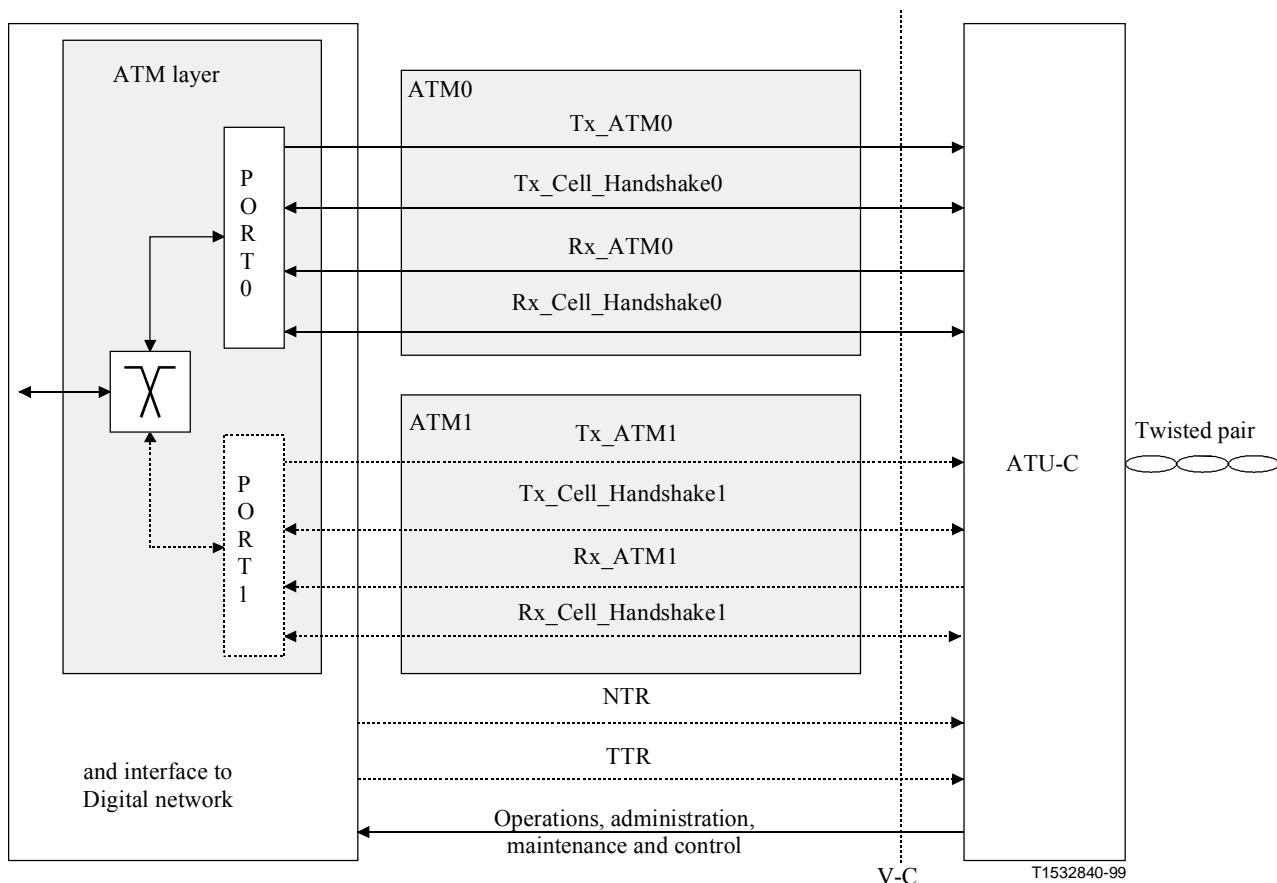 ATM layer
P
O
R
T
0
ATM0
Tx_ATM0
Tx_Cell_Handshake0
Rx_ATM0
Rx_Cell_Handshake0
P
O
R
T
1
ATM1
Tx_ATM1
Tx_Cell_Handshake1
Rx_ATM1
Rx_Cell_Handshake1
ATU-C
Twisted pair
NTR
TTR
and interface to
Digital network
Operations, administration,
maintenance and control
V-C
T1532840-99